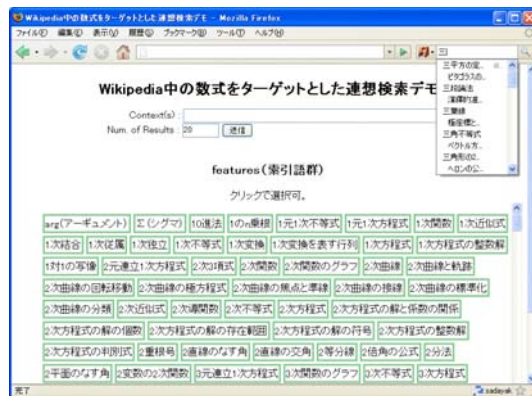 Wikipedia中の数式をターゲットとした連想検索デモ - Mozilla Firefox
ファイル(F) 編集(E) 表示(V) 履歴(S) ブックマーク(B) ツール(T) ヘルプ(H)
三
三平方の定..
ピタゴラスの..
三段論法
演繹的推..
三葉線
極座標と..
三角不等式
ベクトル方..
三角形の2..
ヘロンの公..
Wikipedia中の数式をターゲットとした連想検索デモ
Context(s) :
Num. of Results : 20 送信
features(索引語群)
クリックで選択可。
arg(アーギュメント) Σ(シグマ) 10進法 1のn乗根 1元1次不等式 1元1次方程式 1次関数 1次近似式
1次結合 1次従属 1次独立 1次不等式 1次変換 1次変換を表す行列 1次方程式 1次方程式の整数解
1対1の写像 2元連立1次方程式 2次3項式 2次関数 2次関数のグラフ 2次曲線 2次曲線と軌跡
2次曲線の回転移動 2次曲線の極方程式 2次曲線の焦点と準線 2次曲線の接線 2次曲線の標準化
2次曲線の分類 2次近似式 2次導関数 2次不等式 2次方程式 2次方程式の解と係数の関係
2次方程式の解の個数 2次方程式の解の存在範囲 2次方程式の解の符号 2次方程式の整数解
2次方程式の判別式 2重根号 2直線のなす角 2直線の交角 2等分線 2倍角の公式 2分法
2平面のなす角 2変数の2次関数 3元連立1次方程式 3次関数のグラフ 3次不等式 3次方程式
完了 sadayak